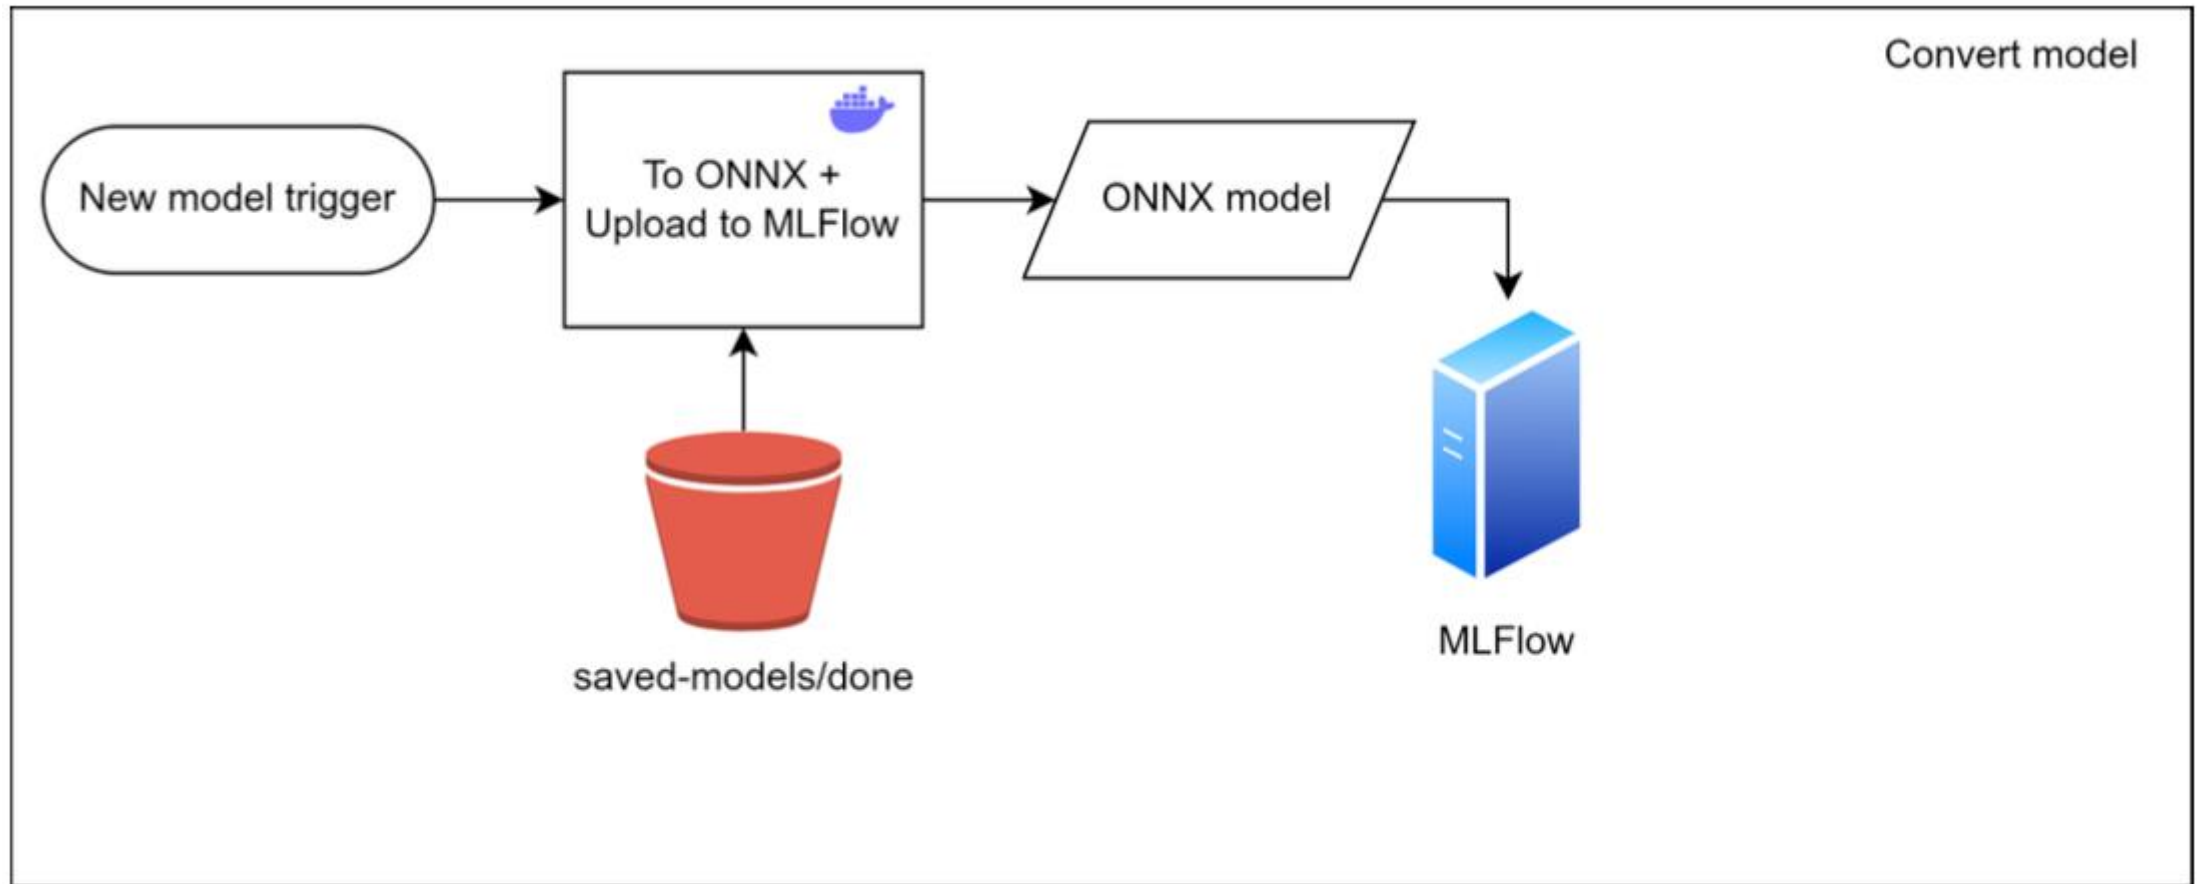 Convert model
New model trigger
To ONNX +
Upload to MLFlow
ONNX model
saved-models/done
MLFlow